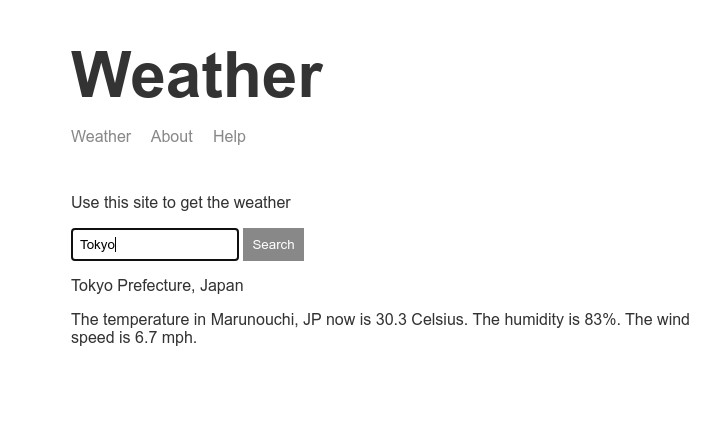 Weather
Weather About Help
Use this site to get the weather
Tokyo Search
Tokyo Prefecture, Japan
The temperature in Marunouchi, JP now is 30.3 Celsius. The humidity is 83%. The wind
speed is 6.7 mph.